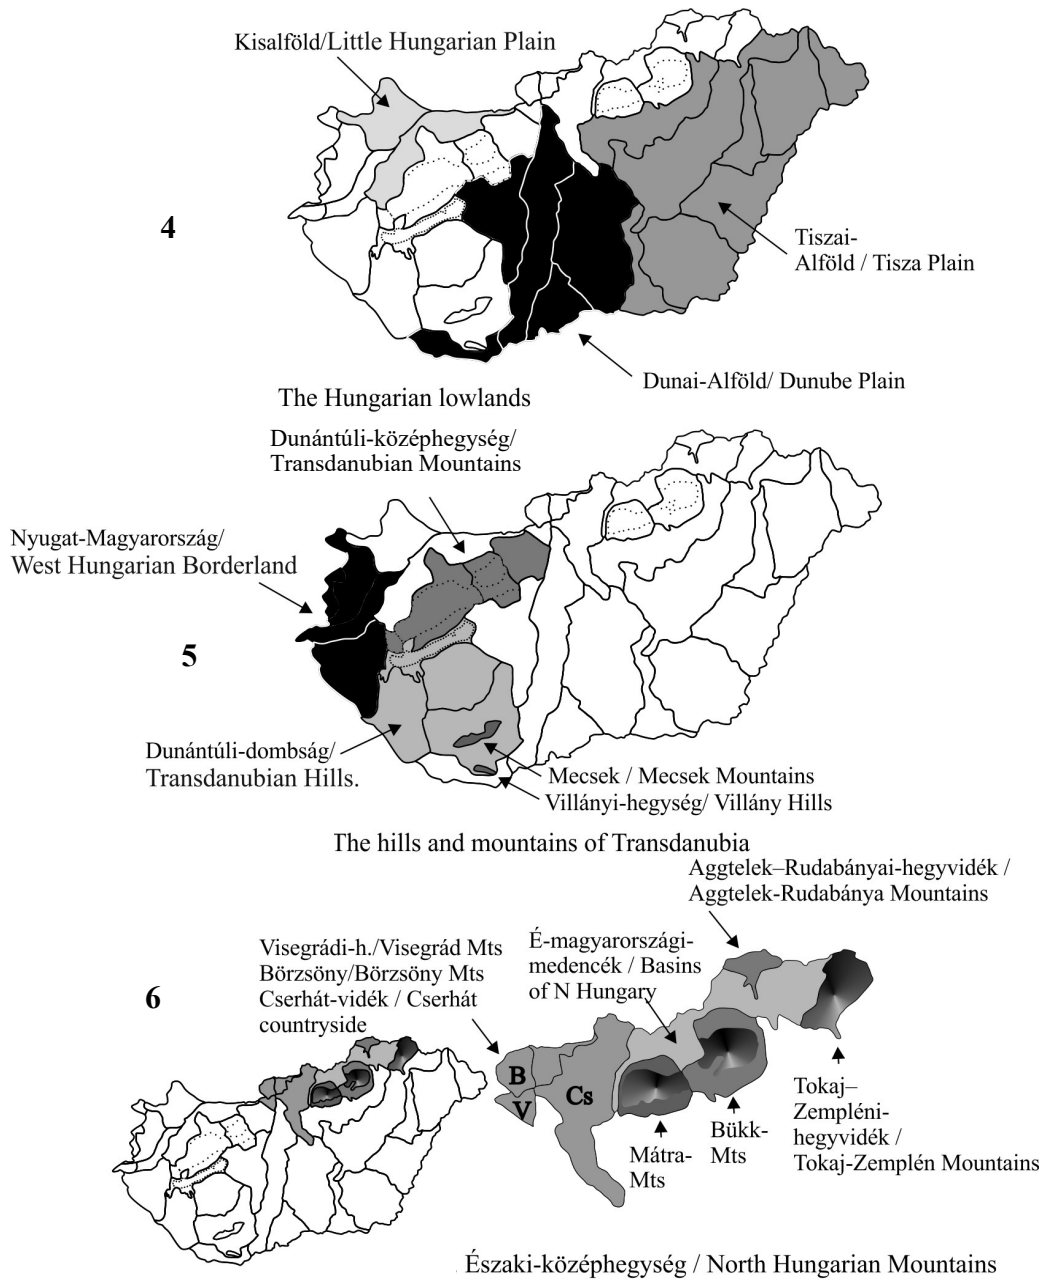 Kisalföld/Little Hungarian Plain
4
Tiszai-
Alföld / Tisza Plain
Dunai-Alföld/ Dunube Plain
The Hungarian lowlands
Dunántúli-középhegység/
Transdanubian Mountains
Nyugat-Magyarország/
West Hungarian Borderland
5
Dunántúli-dombság/
Transdanubian Hills.
Mecsek / Mecsek Mountains
Villányi-hegység/ Villány Hills
The hills and mountains of Transdanubia
Aggtelek–Rudabányai-hegyvidék /
Aggtelek-Rudabánya Mountains
É-magyarországi-
medencék / Basins
of N Hungary
Visegrádi-h./Visegrád Mts
Börzsöny/Börzsöny Mts
Cserhát-vidék / Cserhát
countryside
6
B
V
Cs
Mátra-
Mts
Bükk-
Mts
Tokaj–
Zempléni-
hegyvidék /
Tokaj-Zemplén Mountains
Északi-középhegység / North Hungarian Mountains